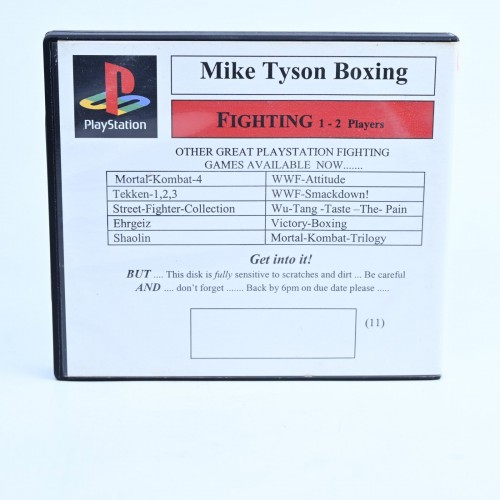 Mike Tyson Boxing
PlayStation
FIGHTING 1 - 2 Players
OTHER GREAT PLAYSTATION FIGHTING
GAMES AVAILABLE NOW.......
Mortal-Kombat-4 WWF-Attitude
Tekken-1,2,3 WWF-Smackdown!
Street-Fighter-Collection Wu-Tang -Taste –The- Pain
Ehrgeiz Victory-Boxing
Shaolin Mortal-Kombat-Trilogy
Get into it!
BUT .... This disk is fully sensitive to scratches and dirt ... Be careful
AND .... don't forget ....... Back by 6pm on due date please .....
(11)